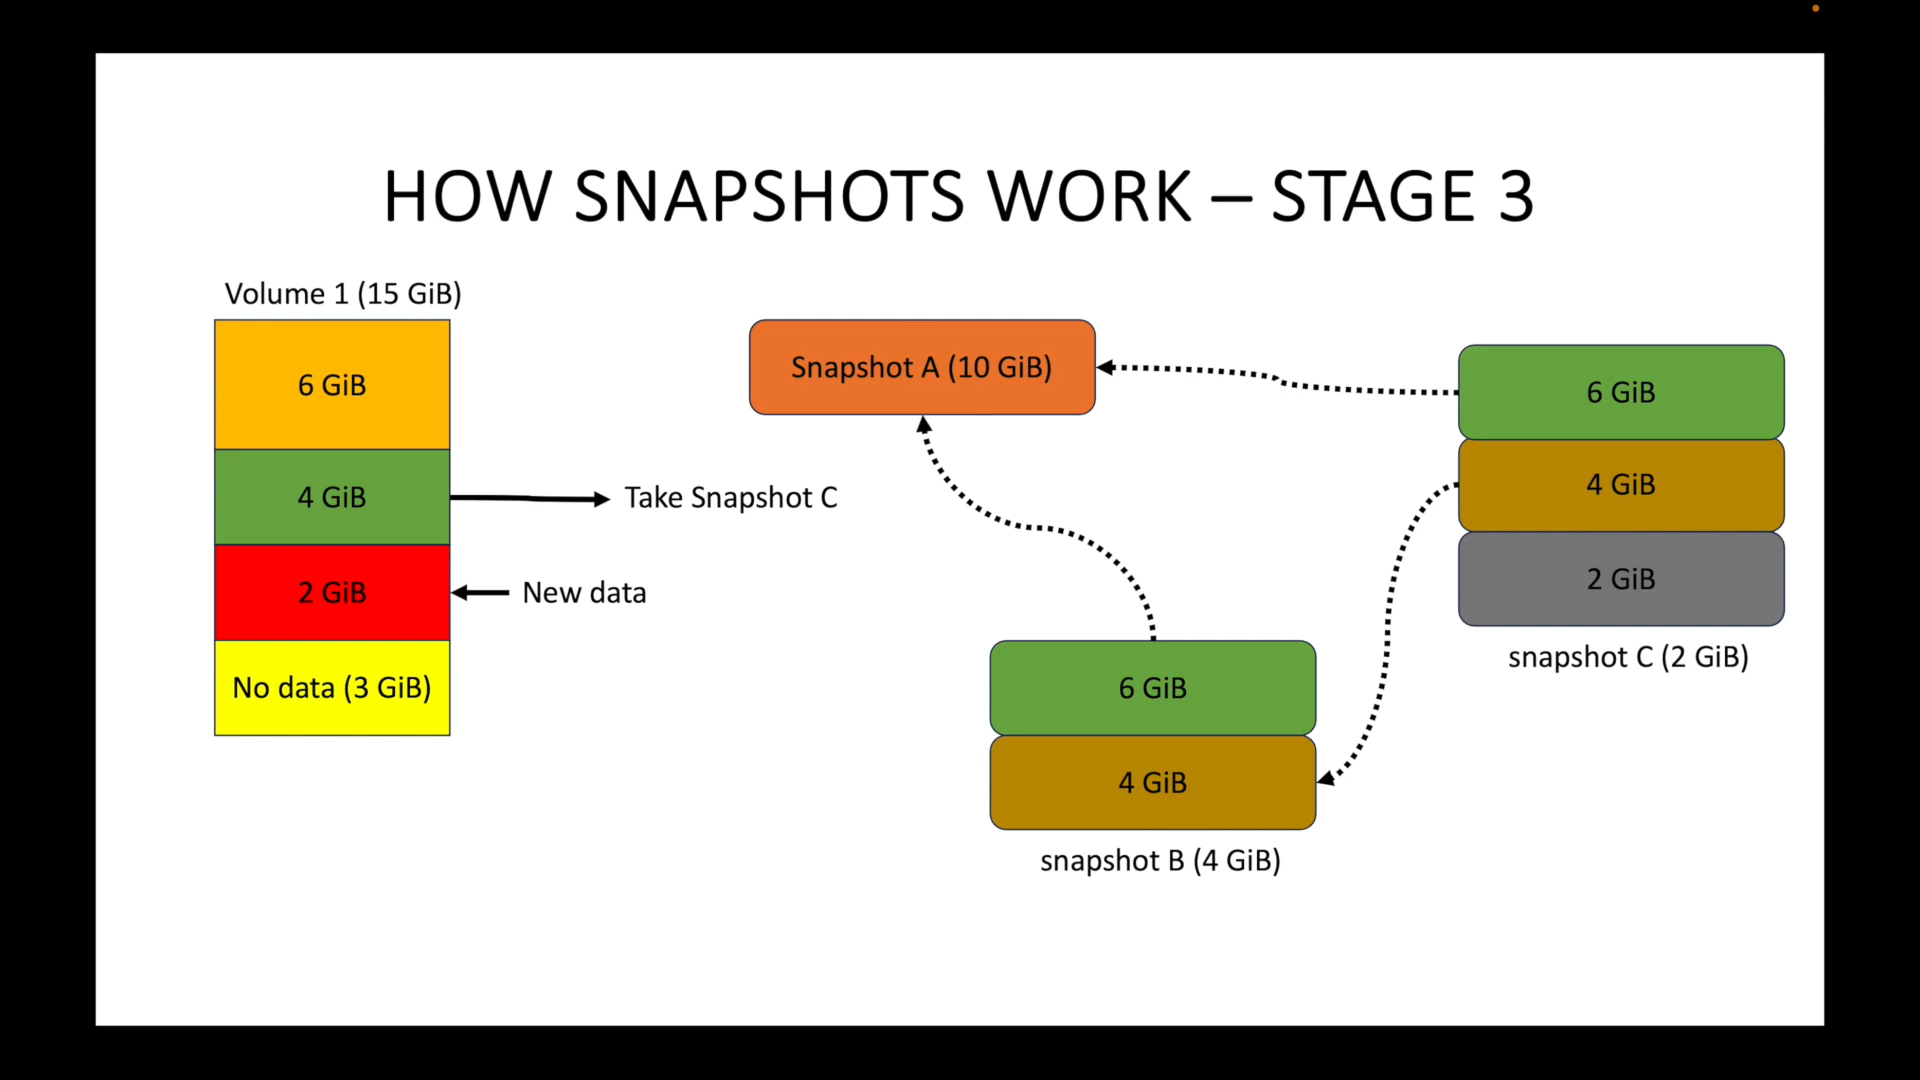 HOW SNAPSHOTS WORK – STAGE 3
Volume 1 (15 GiB)
6 GiB
4 GiB
2 GiB
No data (3 GiB)
Take Snapshot C
New data
Snapshot A (10 GiB)
6 GiB
4 GiB
snapshot B (4 GiB)
6 GiB
4 GiB
2 GiB
snapshot C (2 GiB)